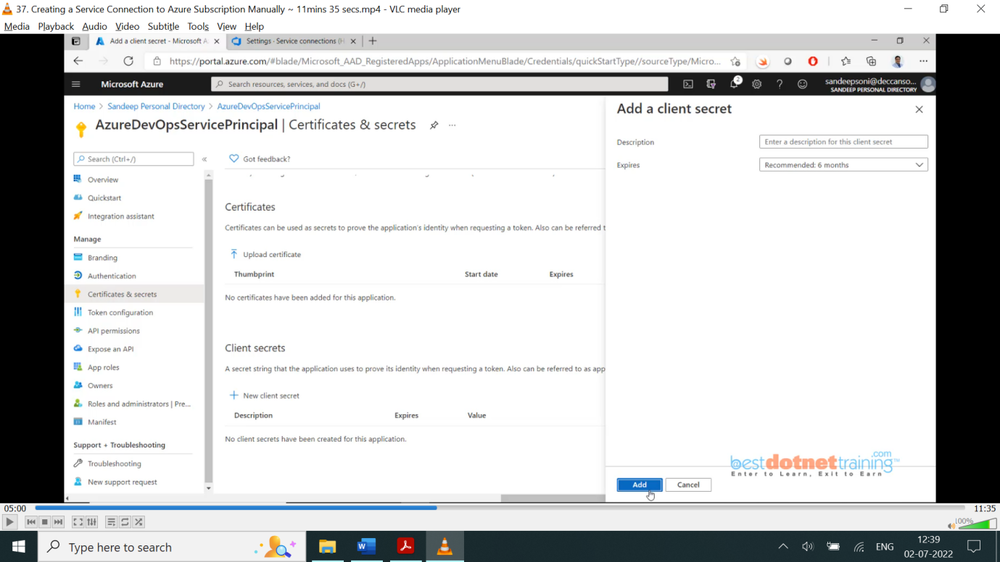 37. Creating a Service Connection to Azure Subscription Manually ~ 11mins 35 secs.mp4 - VLC media player
Media Playback Audio Video Subtitle Tools View Help
Add a client secret - Microsoft A
Settings - Service connections (H
https://portal.azure.com/#blade/Microsoft_AAD_RegisteredApps/ApplicationMenuBlade/Credentials/quickStartType//sourceType/Micro...
Microsoft Azure
Search resources, services, and docs (G+/)
2
sandeepsoni@deccanso...
SANDEEP PERSONAL DIRECTORY
Home > Sandeep Personal Directory > AzureDevOpsServicePrincipal
AzureDevOpsServicePrincipal | Certificates & secrets
Search (Ctrl+/)
«
Got feedback?
Overview
Quickstart
Integration assistant
Manage
Branding
Authentication
Certificates & secrets
Token configuration
API permissions
Expose an API
App roles
Owners
Roles and administrators | Pre...
Manifest
Support + Troubleshooting
Troubleshooting
New support request
Certificates
Certificates can be used as secrets to prove the application's identity when requesting a token. Also can be referred t
Upload certificate
Thumbprint Start date Expires
No certificates have been added for this application.
Client secrets
A secret string that the application uses to prove its identity when requesting a token. Also can be referred to as app
New client secret
Description Expires Value
No client secrets have been created for this application.
Add a client secret
Description
Enter a description for this client secret
Expires
Recommended: 6 months
bestdotnettraining.com™
Enter to Learn, Exit to Earn
Add
Cancel
05:00
11:35
100%
Type here to search
ENG
12:39
02-07-2022